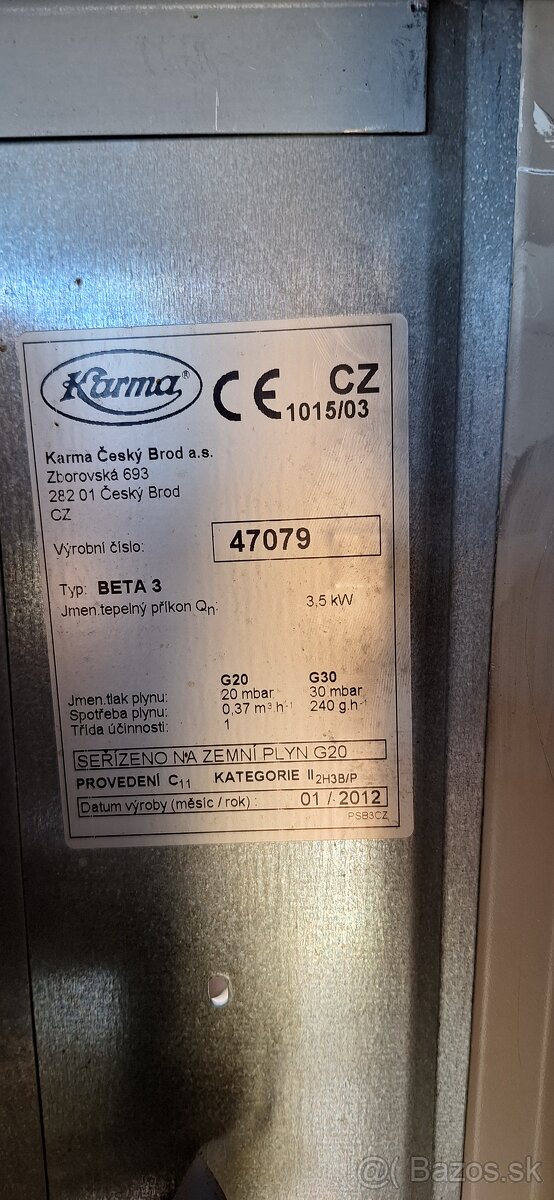 Karma®
CE
CZ
1015/03
Karma Český Brod a.s.
Zborovská 693
282 01 Český Brod
CZ
Výrobní číslo: 47079
Typ: BETA 3
Jmen.tepelný příkon Qn: 3,5 kW
G20 G30
Jmen.tlak plynu: 20 mbar 30 mbar
Spotřeba plynu: 0,37 m³.h⁻¹ 240 g.h⁻¹
Třída účinnosti: 1
SEŘÍZENO NA ZEMNÍ PLYN G20
PROVEDENÍ C11 KATEGORIE II2H3B/P
Datum výroby (měsíc / rok) : 01 / 2012
PSB3CZ
@( Bazos.sk